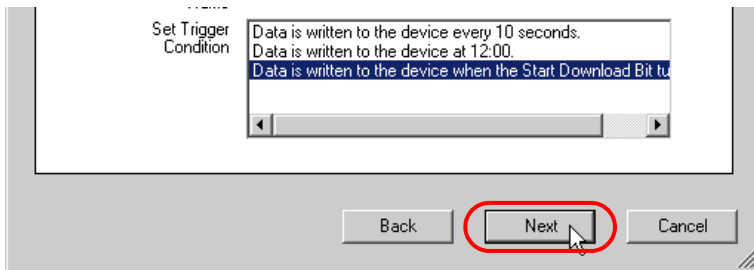 Set Trigger
Condition
Data is written to the device every 10 seconds.
Data is written to the device at 12:00.
Data is written to the device when the Start Download Bit tu
Back
Next
Cancel